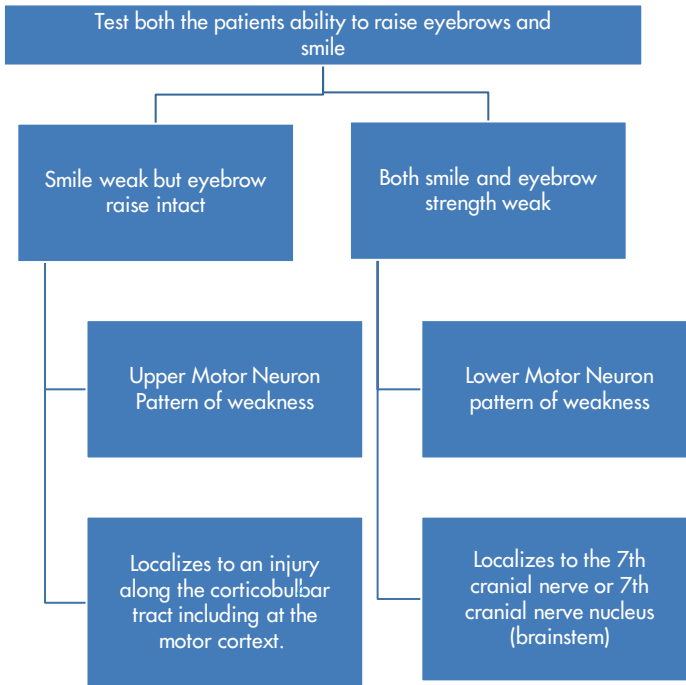 Test both the patients ability to raise eyebrows and
smile
Smile weak but eyebrow
raise intact
Both smile and eyebrow
strength weak
Upper Motor Neuron
Pattern of weakness
Lower Motor Neuron
pattern of weakness
Localizes to an injury
along the corticobulbar
tract including at the
motor cortext.
Localizes to the 7th
cranial nerve or 7th
cranial nerve nucleus
(brainstem)